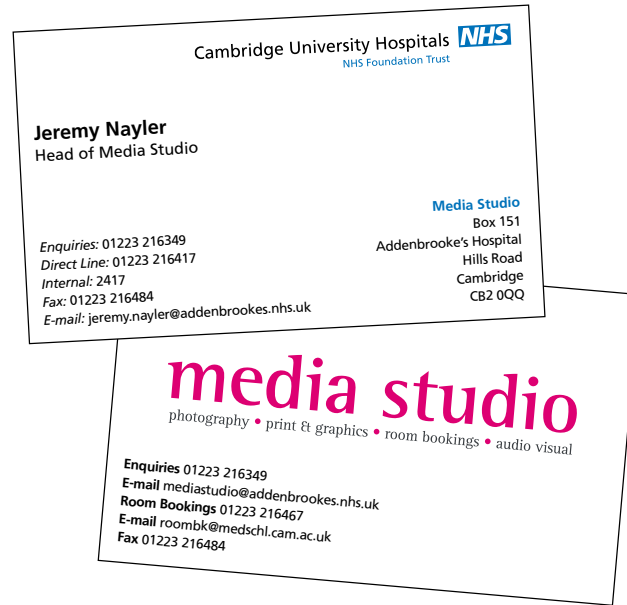 Cambridge University Hospitals NHS
NHS Foundation Trust
Jeremy Nayler
Head of Media Studio
Enquiries: 01223 216349
Direct Line: 01223 216417
Internal: 2417
Fax: 01223 216484
E-mail: jeremy.nayler@addenbrookes.nhs.uk
Media Studio
Box 151
Addenbrooke's Hospital
Hills Road
Cambridge
CB2 0QQ
media studio
photography • print & graphics • room bookings • audio visual
Enquiries 01223 216349
E-mail mediastudio@addenbrookes.nhs.uk
Room Bookings 01223 216467
E-mail roombk@medschl.cam.ac.uk
Fax 01223 216484